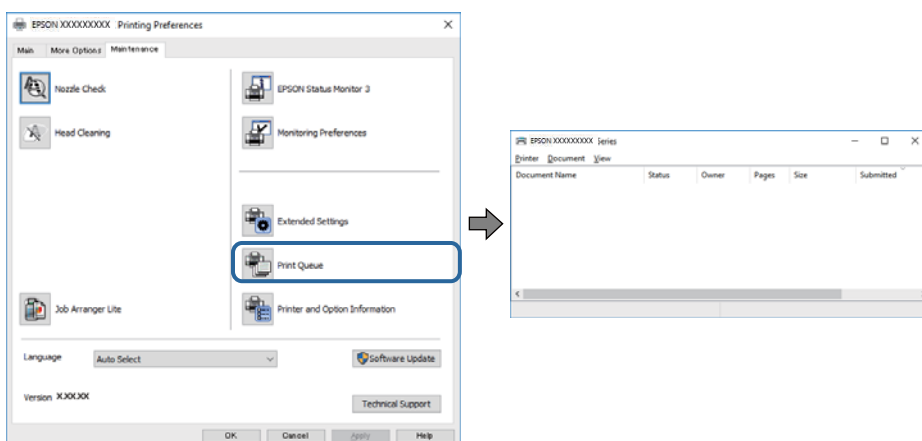 EPSON XXXXXXXXX Printing Preferences
Main More Options Maintenance
Nozzle Check
Head Cleaning
Job Arranger Lite
EPSON Status Monitor 3
Monitoring Preferences
Extended Settings
Print Queue
Printer and Option Information
Language Auto Select
Software Update
Version X.XX.XX
Technical Support
OK Cancel Apply Help
EPSON XXXXXXXXX Series
Printer Document View
Document Name Status Owner Pages Size Submitted